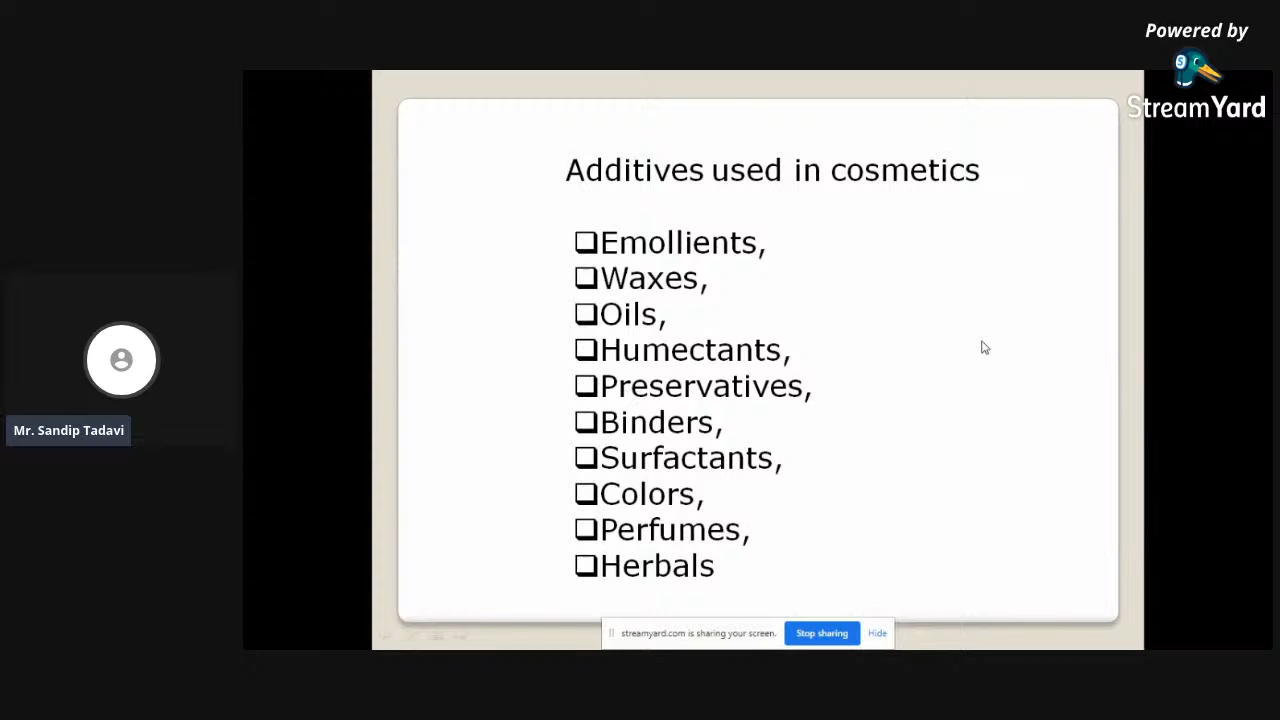 Powered by
StreamYard
Additives used in cosmetics
❑Emollients,
❑Waxes,
❑Oils,
❑Humectants,
❑Preservatives,
❑Binders,
❑Surfactants,
❑Colors,
❑Perfumes,
❑Herbals
Mr. Sandip Tadavi
streamyard.com is sharing your screen. Stop sharing Hide